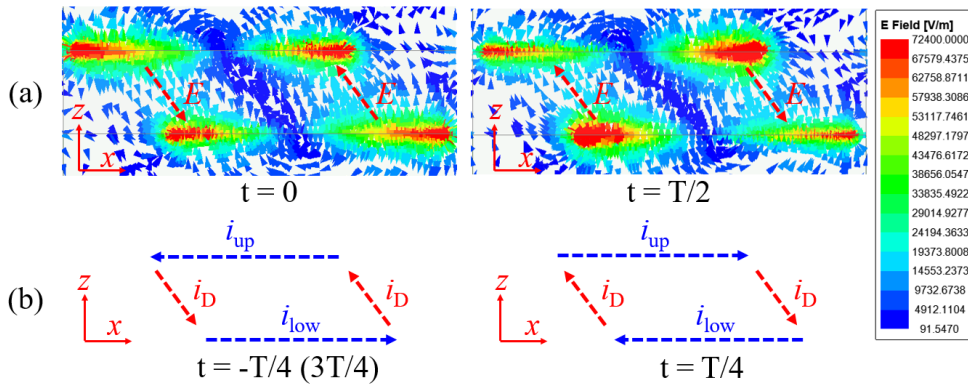 (a)
E
E
z
x
t = 0
E
E
z
x
t = T/2
E Field [V/m]
72400.0000
67579.4375
62758.8711
57938.3086
53117.7461
48297.1797
43476.6172
38656.0547
33835.4922
29014.9277
24194.3633
19373.8008
14553.2373
9732.6738
4912.1104
91.5470
(b)
i_up
i_D
i_D
i_low
z
x
t = -T/4 (3T/4)
i_up
i_D
i_D
i_low
z
x
t = T/4